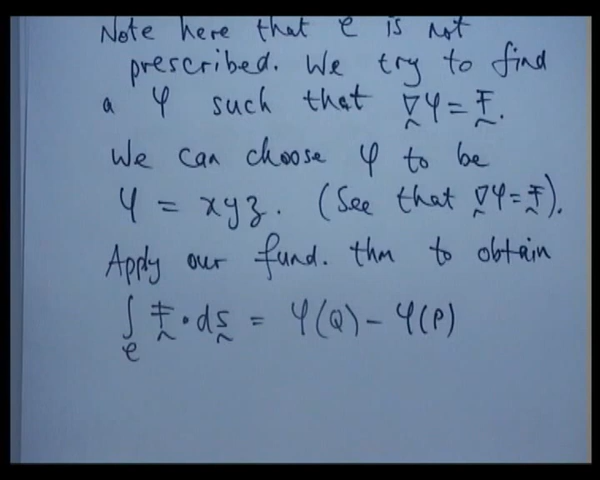 Note here that C is not
prescribed. We try to find
a φ such that ∇φ = F.
We can choose φ to be
φ = xyz. (See that ∇φ = F).
Apply our fund. thm to obtain
∫_C F • ds = φ(Q) - φ(P)